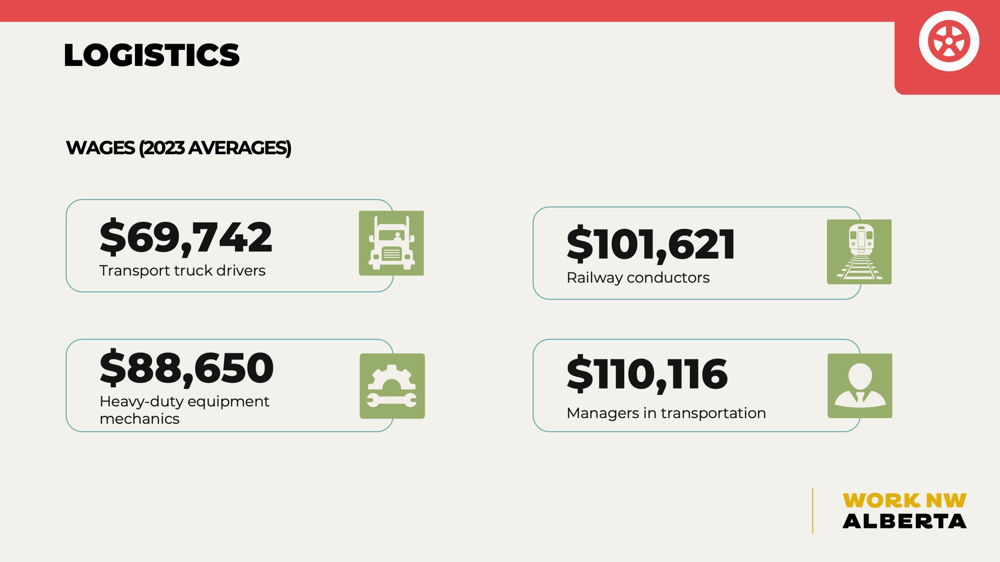 LOGISTICS
WAGES (2023 AVERAGES)
$69,742
Transport truck drivers
$101,621
Railway conductors
$88,650
Heavy-duty equipment
mechanics
$110,116
Managers in transportation
WORK NW
ALBERTA